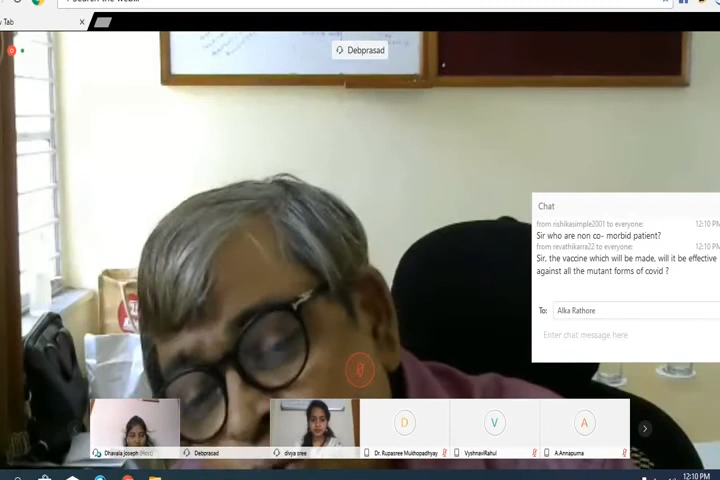 Tab
Debprasad
Chat
from rishikasimple2001 to everyone: 12:10 PM
Sir who are non co- morbid patient?
from revathikarra22 to everyone: 12:10 PM
Sir, the vaccine which will be made, will it be effective
against all the mutant forms of covid ?
To: Alka Rathore
Enter chat message here
D V A
Dhavala joseph (Host) Debprasad divya sree Dr. Rupasree Mukhopadhyay VyshnaviRahul A.Annapurna
12:10 PM